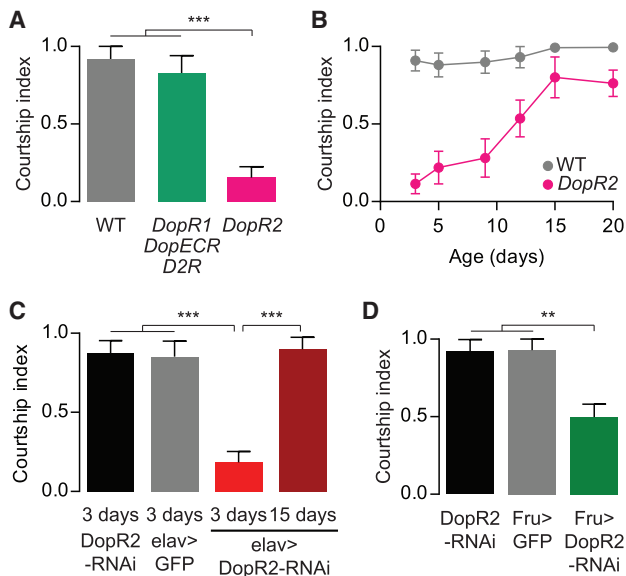 A
Courtship index
1.0
0.5
0.0
***
WT
DopR1
DopECR
D2R
DopR2
B
Courtship index
1.0
0.5
0.0
WT
DopR2
0 5 10 15 20
Age (days)
C
Courtship index
1.0
0.5
0.0
*** ***
3 days 3 days 3 days 15 days
DopR2 elav> elav>
-RNAi GFP DopR2-RNAi
D
Courtship index
1.0
0.5
0.0
**
DopR2 Fru> Fru>
-RNAi GFP DopR2
-RNAi